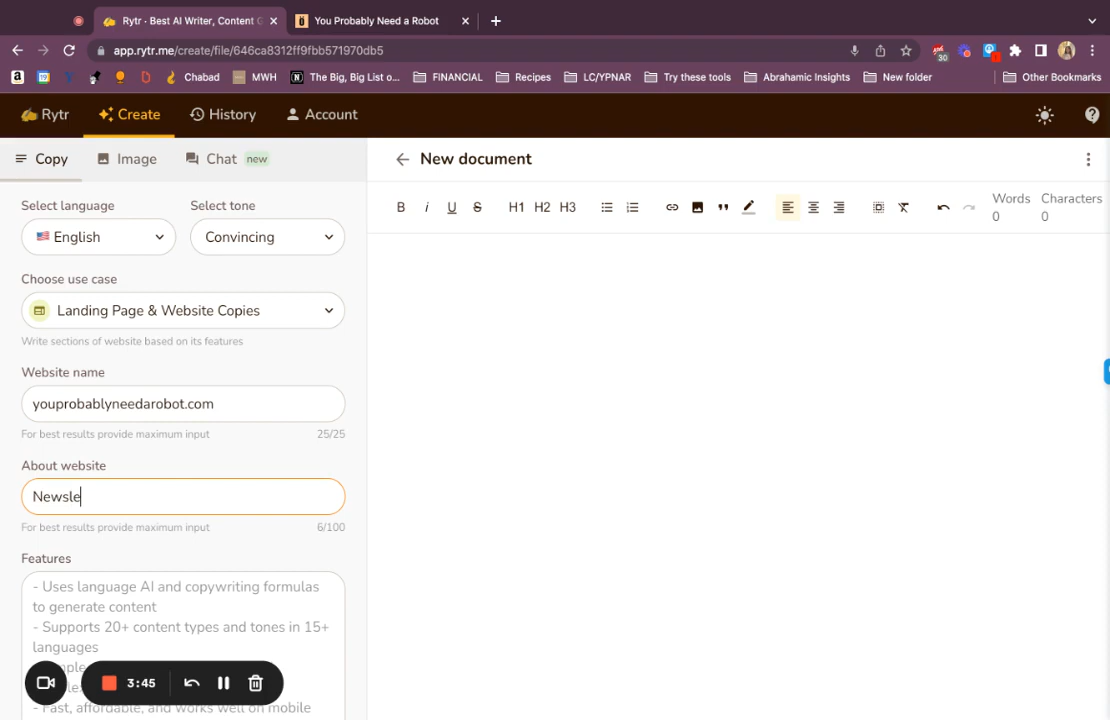 Rytr · Best AI Writer, Content G
You Probably Need a Robot
app.rytr.me/create/file/646ca8312ff9fbb571970db5
30
Chabad
MWH
The Big, Big List o...
FINANCIAL
Recipes
LC/YPNAR
Try these tools
Abrahamic Insights
New folder
Other Bookmarks
Rytr
Create
History
Account
Copy
Image
Chat new
New document
Select language
Select tone
English
Convincing
B i U S H1 H2 H3
Words
Characters
0
0
Choose use case
Landing Page & Website Copies
Write sections of website based on its features
Website name
youprobablyneedarobot.com
For best results provide maximum input
25/25
About website
Newsle
For best results provide maximum input
6/100
Features
- Uses language AI and copywriting formulas
to generate content
- Supports 20+ content types and tones in 15+
languages
3:45
- Fast, affordable, and works well on mobile